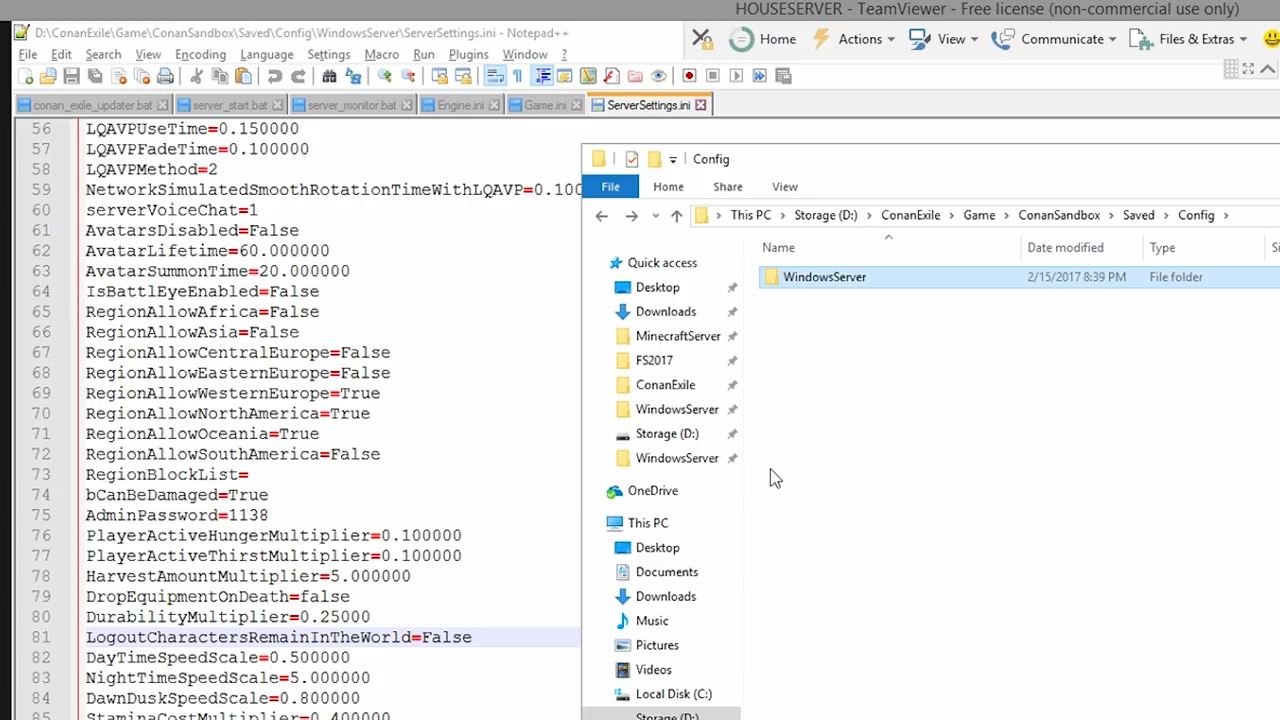 HOUSESERVER - TeamViewer - Free license (non-commercial use only)
D:\ConanExile\Game\ConanSandbox\Saved\Config\WindowsServer\ServerSettings.ini - Notepad++
Home Actions View Communicate Files & Extras
File Edit Search View Encoding Language Settings Macro Run Plugins Window ?
conan_exile_updater.bat server_start.bat server_monitor.bat Engine.ini Game.ini ServerSettings.ini
56 LQAVPUseTime=0.150000
57 LQAVPFadeTime=0.100000
58 LQAVPMethod=2
59 NetworkSimulatedSmoothRotationTimeWithLQAVP=0.100
60 serverVoiceChat=1
61 AvatarsDisabled=False
62 AvatarLifetime=60.000000
63 AvatarSummonTime=20.000000
64 IsBattlEyeEnabled=False
65 RegionAllowAfrica=False
66 RegionAllowAsia=False
67 RegionAllowCentralEurope=False
68 RegionAllowEasternEurope=False
69 RegionAllowWesternEurope=True
70 RegionAllowNorthAmerica=True
71 RegionAllowOceania=True
72 RegionAllowSouthAmerica=False
73 RegionBlockList=
74 bCanBeDamaged=True
75 AdminPassword=1138
76 PlayerActiveHungerMultiplier=0.100000
77 PlayerActiveThirstMultiplier=0.100000
78 HarvestAmountMultiplier=5.000000
79 DropEquipmentOnDeath=false
80 DurabilityMultiplier=0.25000
81 LogoutCharactersRemainInTheWorld=False
82 DayTimeSpeedScale=0.500000
83 NightTimeSpeedScale=5.000000
84 DawnDuskSpeedScale=0.800000
85 StaminaCostMultiplier=0.400000
Config
File Home Share View
This PC > Storage (D:) > ConanExile > Game > ConanSandbox > Saved > Config >
Name Date modified Type Si
WindowsServer 2/15/2017 8:39 PM File folder
Quick access
Desktop
Downloads
MinecraftServer
FS2017
ConanExile
WindowsServer
Storage (D:)
WindowsServer
OneDrive
This PC
Desktop
Documents
Downloads
Music
Pictures
Videos
Local Disk (C:)
Storage (D:)